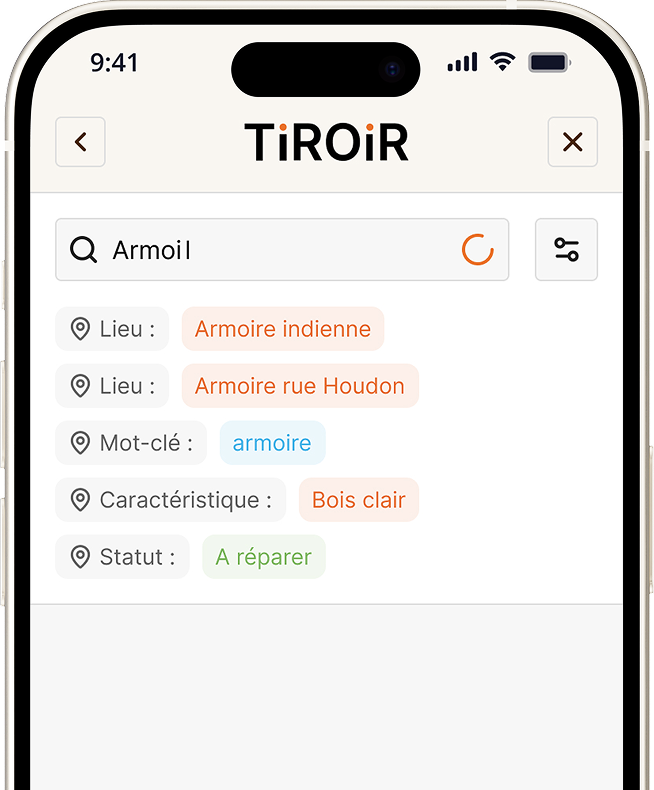 9:41
TiROiR
Armoi
Lieu :
Armoire indienne
Lieu :
Armoire rue Houdon
Mot-clé :
armoire
Caractéristique :
Bois clair
Statut :
A réparer